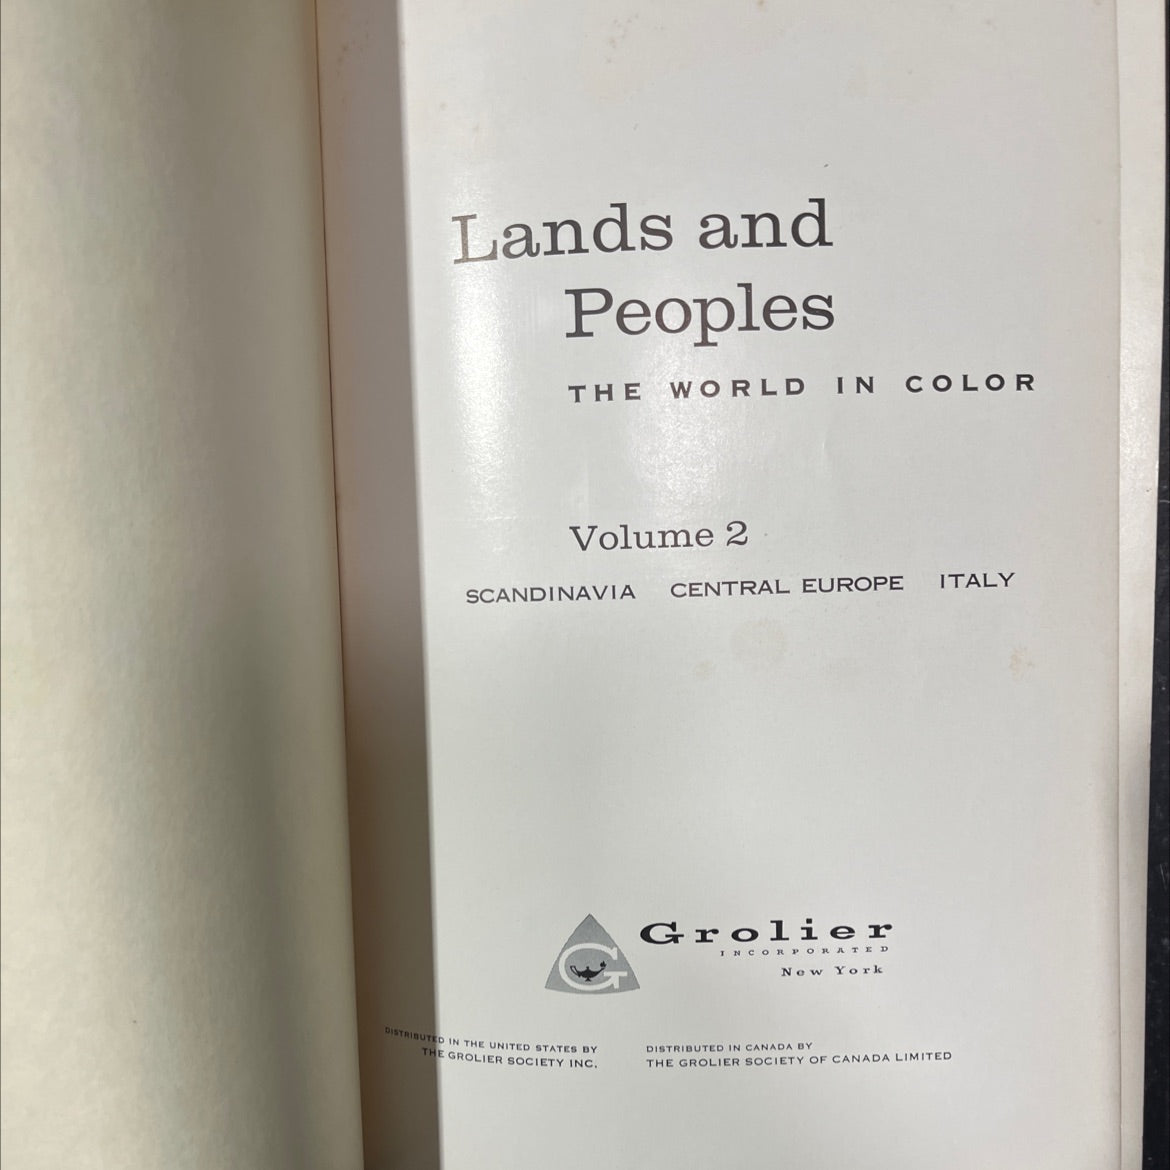 Lands and
Peoples
THE WORLD IN COLOR
Volume 2
SCANDINAVIA CENTRAL EUROPE ITALY
G
Grolier
INCORPORATED
New York
DISTRIBUTED IN THE UNITED STATES BY
THE GROLIER SOCIETY INC.
DISTRIBUTED IN CANADA BY
THE GROLIER SOCIETY OF CANADA LIMITED